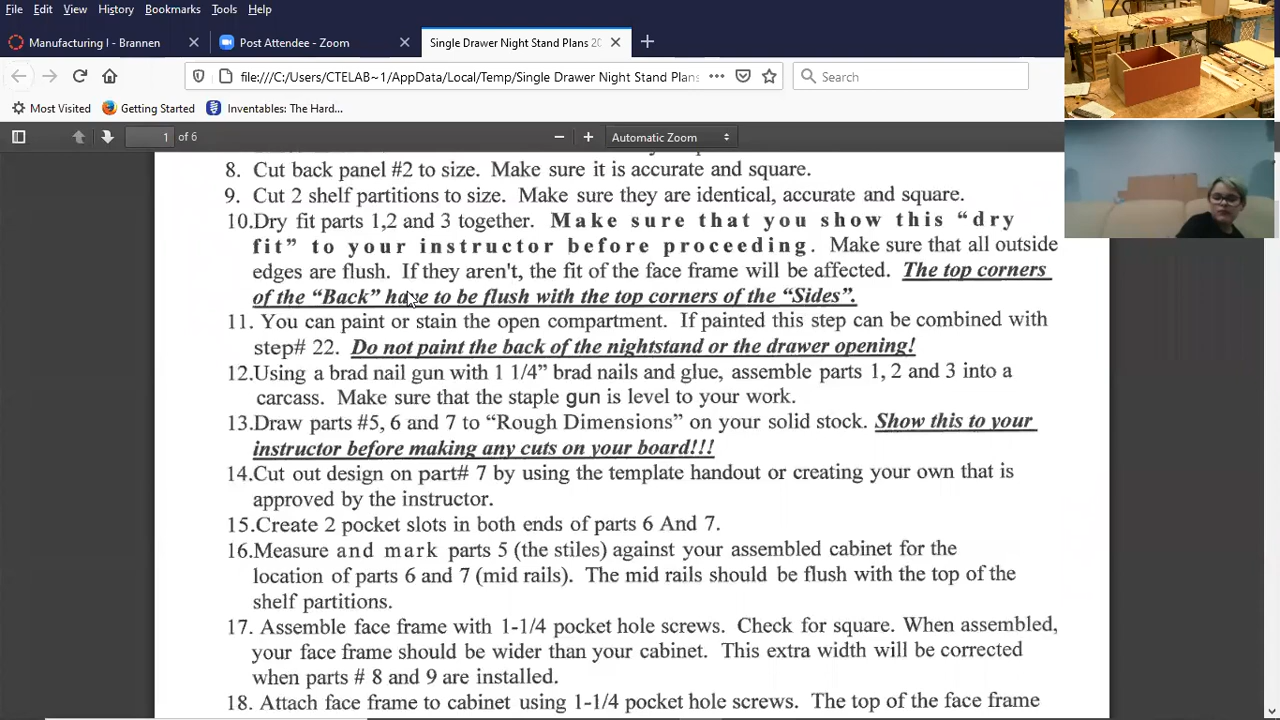 File Edit View History Bookmarks Tools Help
Manufacturing I - Brannen
Post Attendee - Zoom
Single Drawer Night Stand Plans 20
file:///C:/Users/CTELAB~1/AppData/Local/Temp/Single Drawer Night Stand Plans
Search
Most Visited Getting Started Inventables: The Hard...
1 of 6
Automatic Zoom
8. Cut back panel #2 to size. Make sure it is accurate and square.
9. Cut 2 shelf partitions to size. Make sure they are identical, accurate and square.
10.Dry fit parts 1,2 and 3 together. Make sure that you show this “dry
fit” to your instructor before proceeding. Make sure that all outside
edges are flush. If they aren't, the fit of the face frame will be affected. The top corners
of the “Back” have to be flush with the top corners of the “Sides”.
11. You can paint or stain the open compartment. If painted this step can be combined with
step# 22. Do not paint the back of the nightstand or the drawer opening!
12.Using a brad nail gun with 1 1/4” brad nails and glue, assemble parts 1, 2 and 3 into a
carcass. Make sure that the staple gun is level to your work.
13.Draw parts #5, 6 and 7 to “Rough Dimensions” on your solid stock. Show this to your
instructor before making any cuts on your board!!!
14.Cut out design on part# 7 by using the template handout or creating your own that is
approved by the instructor.
15.Create 2 pocket slots in both ends of parts 6 And 7.
16.Measure and mark parts 5 (the stiles) against your assembled cabinet for the
location of parts 6 and 7 (mid rails). The mid rails should be flush with the top of the
shelf partitions.
17. Assemble face frame with 1-1/4 pocket hole screws. Check for square. When assembled,
your face frame should be wider than your cabinet. This extra width will be corrected
when parts # 8 and 9 are installed.
18. Attach face frame to cabinet using 1-1/4 pocket hole screws. The top of the face frame